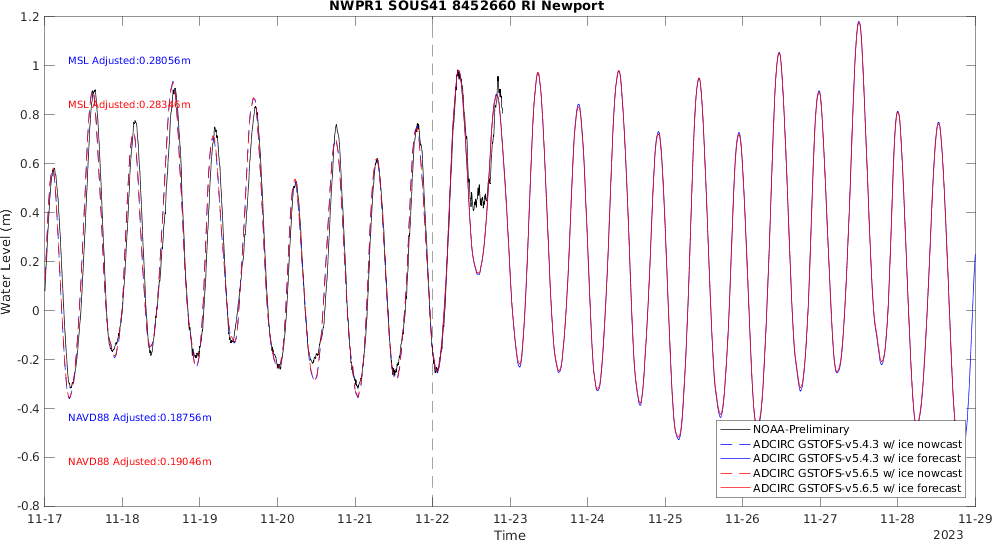 NWPR1 SOUS41 8452660 RI Newport
1.2
1
0.8
0.6
0.4
0.2
0
-0.2
-0.4
-0.6
-0.8
Water Level (m)
MSL Adjusted:0.28056m
MSL Adjusted:0.28346m
NAVD88 Adjusted:0.18756m
NAVD88 Adjusted:0.19046m
NOAA-Preliminary
ADCIRC GSTOFS-v5.4.3 w/ ice nowcast
ADCIRC GSTOFS-v5.4.3 w/ ice forecast
ADCIRC GSTOFS-v5.6.5 w/ ice nowcast
ADCIRC GSTOFS-v5.6.5 w/ ice forecast
11-17 11-18 11-19 11-20 11-21 11-22 11-23 11-24 11-25 11-26 11-27 11-28 11-29
Time
2023